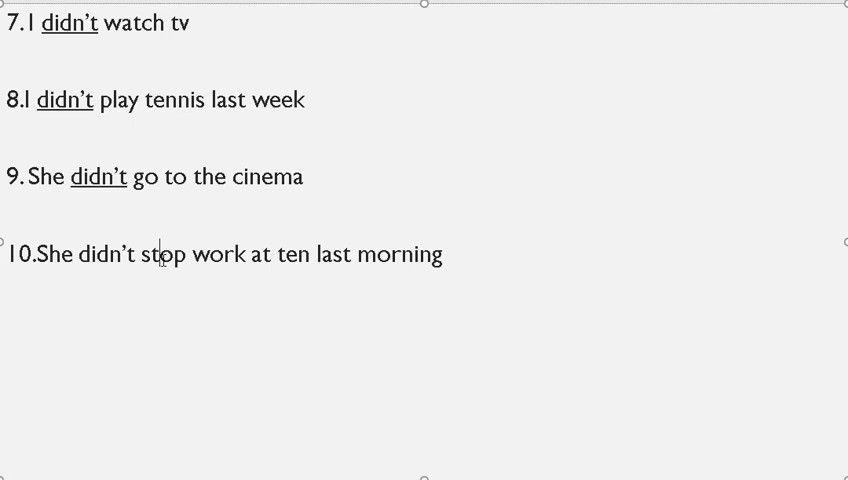 7.I didn't watch tv
8.I didn't play tennis last week
9. She didn't go to the cinema
10.She didn't stop work at ten last morning